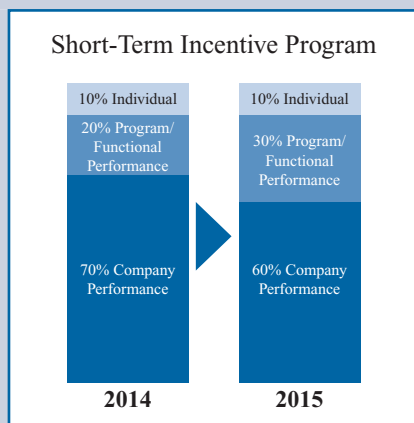 Short-Term Incentive Program
10% Individual
20% Program/
Functional
Performance
70% Company
Performance
2014
10% Individual
30% Program/
Functional
Performance
60% Company
Performance
2015